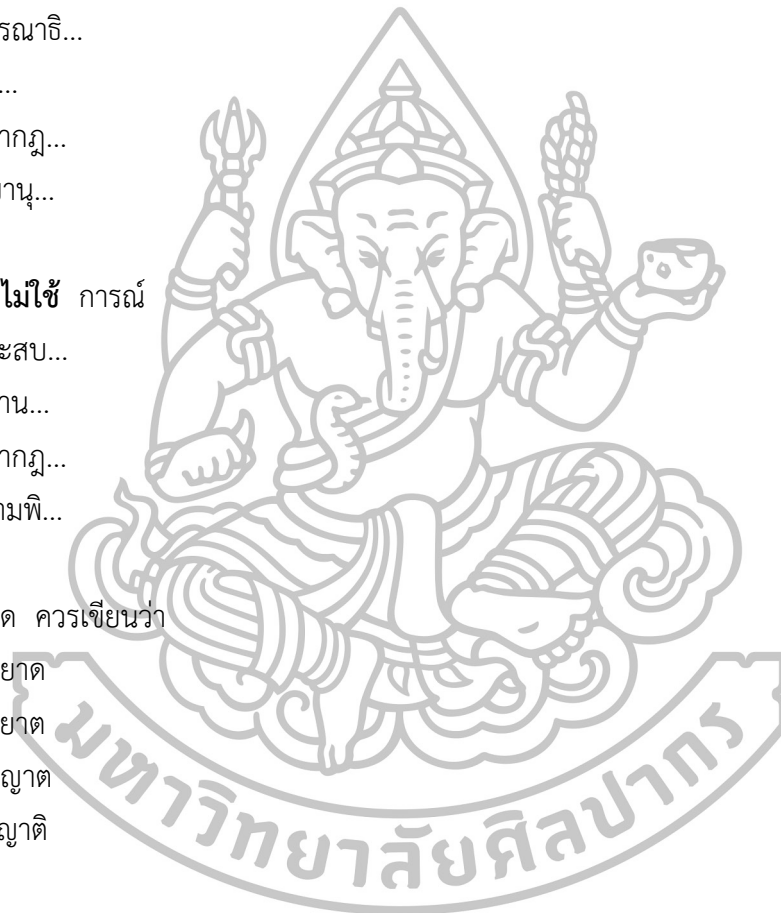 รณาธิ...
...
ากฎ...
ยานุ...
ไม่ใช้ การณ์
ะสบ...
าน...
ากฎ...
ามพิ...
ด ควรเขียนว่า
ยาด
ยาต
ญาต
ญาติ
มหาวิทยาลัยศิลปากร